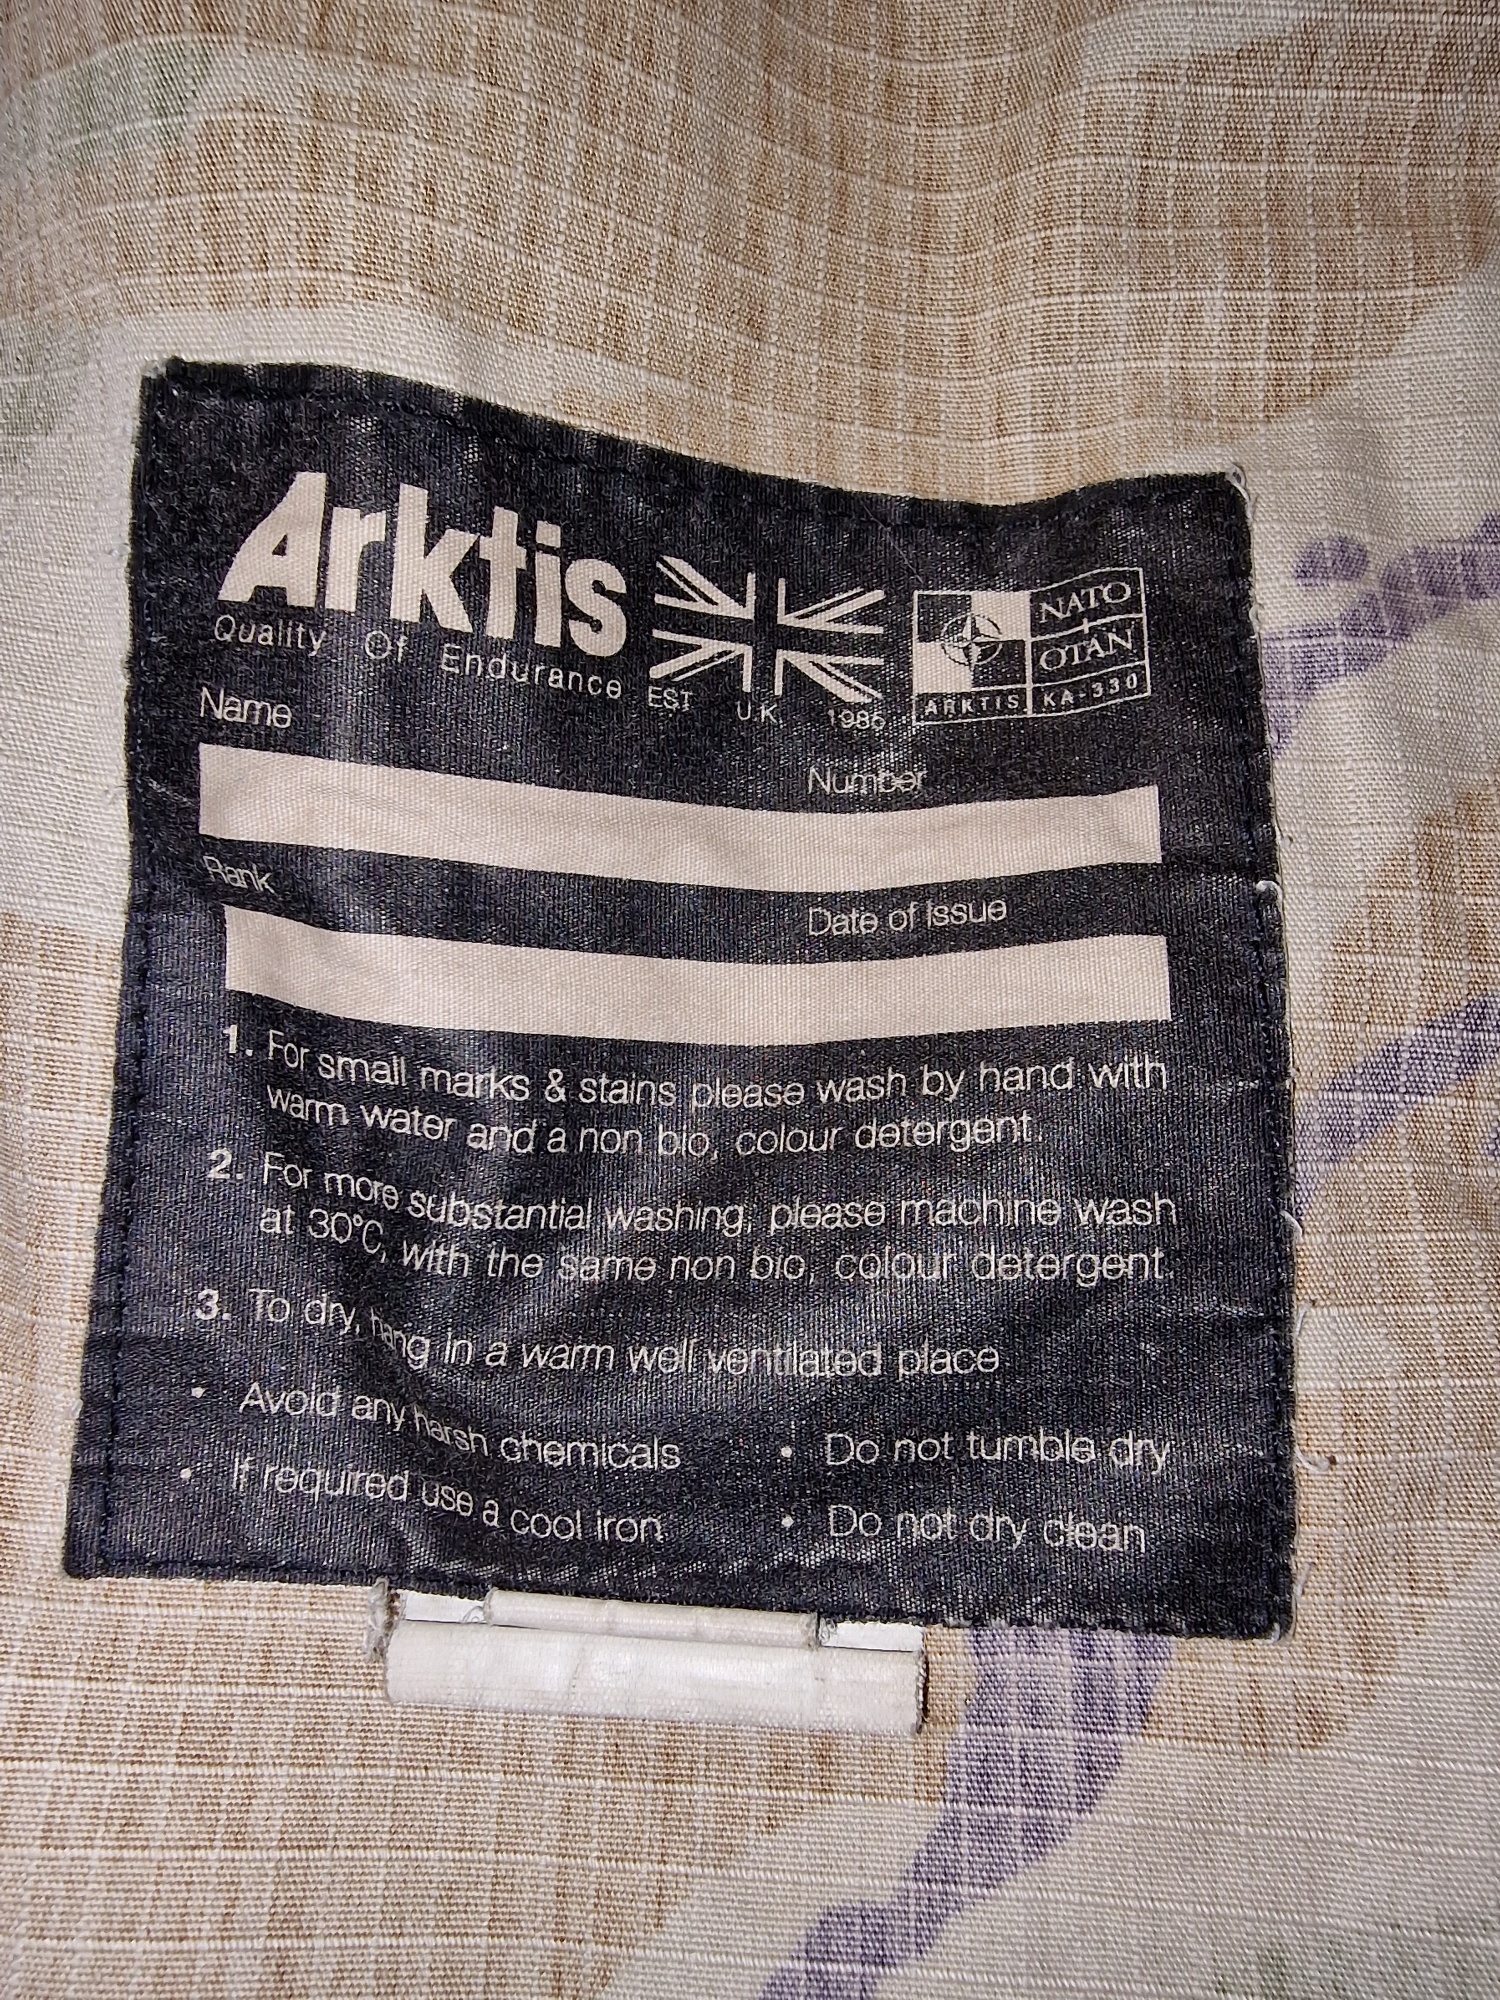 Arktis
Quality Of Endurance
EST U.K. 1985
NATO
+
OTAN
ARKTIS KA-330
Name
Number
Rank
Date of Issue
1. For small marks & stains please wash by hand with
warm water and a non bio, colour detergent.
2. For more substantial washing, please machine wash
at 30°C, with the same non bio, colour detergent.
3. To dry, hang in a warm well ventilated place
• Avoid any harsh chemicals
• Do not tumble dry
• If required use a cool iron
• Do not dry clean